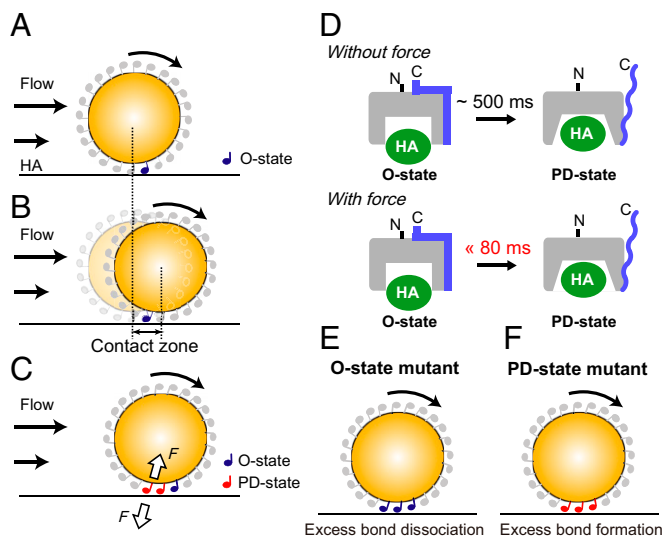 A
Flow
HA
O-state
B
Flow
Contact zone
C
Flow
F
F
O-state
PD-state
D
Without force
N
C
HA
O-state
~ 500 ms
N
C
HA
PD-state
With force
N
C
HA
O-state
« 80 ms
N
C
HA
PD-state
E
O-state mutant
Excess bond dissociation
F
PD-state mutant
Excess bond formation